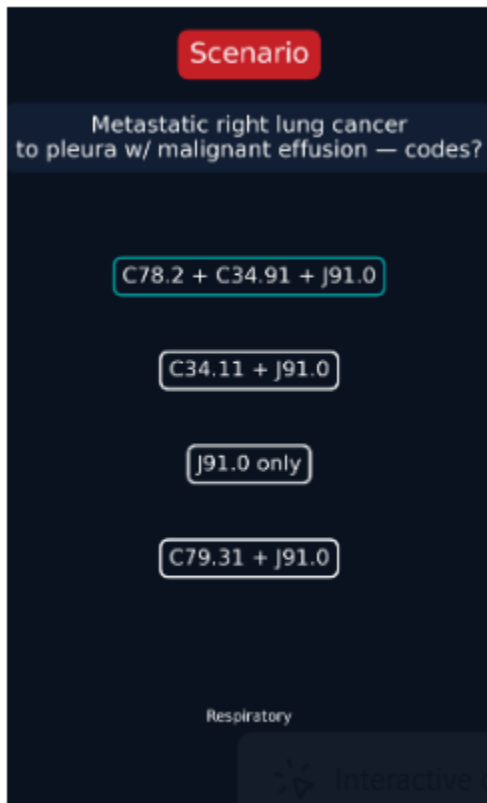 Scenario
Metastatic right lung cancer
to pleura w/ malignant effusion — codes?
C78.2 + C34.91 + J91.0
C34.11 + J91.0
J91.0 only
C79.31 + J91.0
Respiratory
Interactive